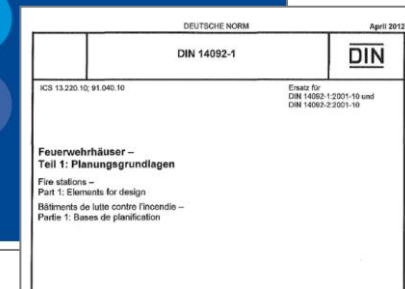 DEUTSCHE NORM
April 2012
DIN 14092-1
DIN
ICS 13.220.10; 91.040.10
Ersatz für
DIN 14092-1:2001-10 und
DIN 14092-2:2001-10
Feuerwehrhäuser –
Teil 1: Planungsgrundlagen
Fire stations –
Part 1: Elements for design
Bâtiments de lutte contre l'incendie –
Partie 1: Bases de planification